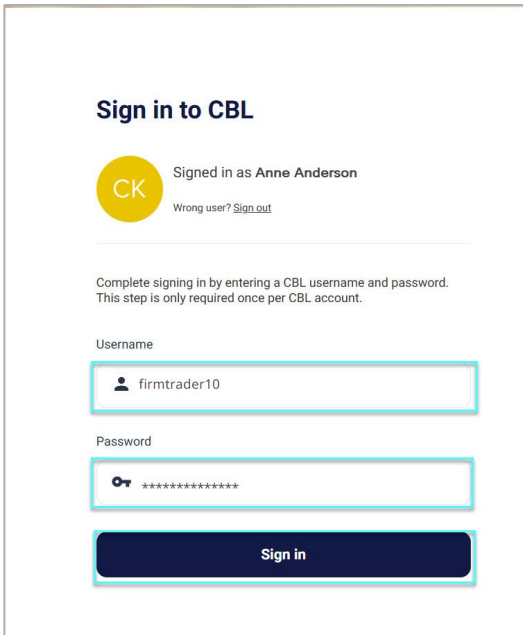 Sign in to CBL
CK
Signed in as Anne Anderson
Wrong user? Sign out
Complete signing in by entering a CBL username and password.
This step is only required once per CBL account.
Username
firmtrader10
Password
**************
Sign in